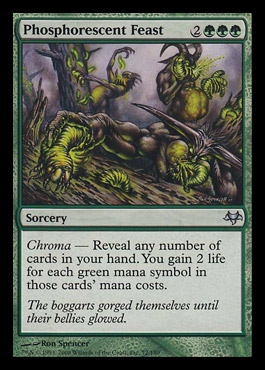 Phosphorescent Feast 2
Sorcery
Chroma — Reveal any number of
cards in your hand. You gain 2 life
for each green mana symbol in
those cards' mana costs.
The boggarts gorged themselves until
their bellies glowed.
Ron Spencer